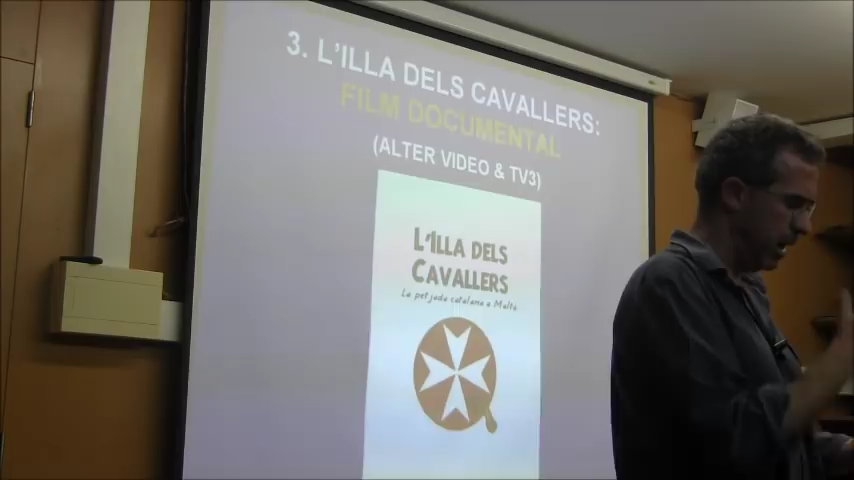 3. L'ILLA DELS CAVALLERS:
FILM DOCUMENTAL
(ALTER VIDEO & TV3)
L'ILLA DELS
CAVALLERS
La petjada catalana a Malta